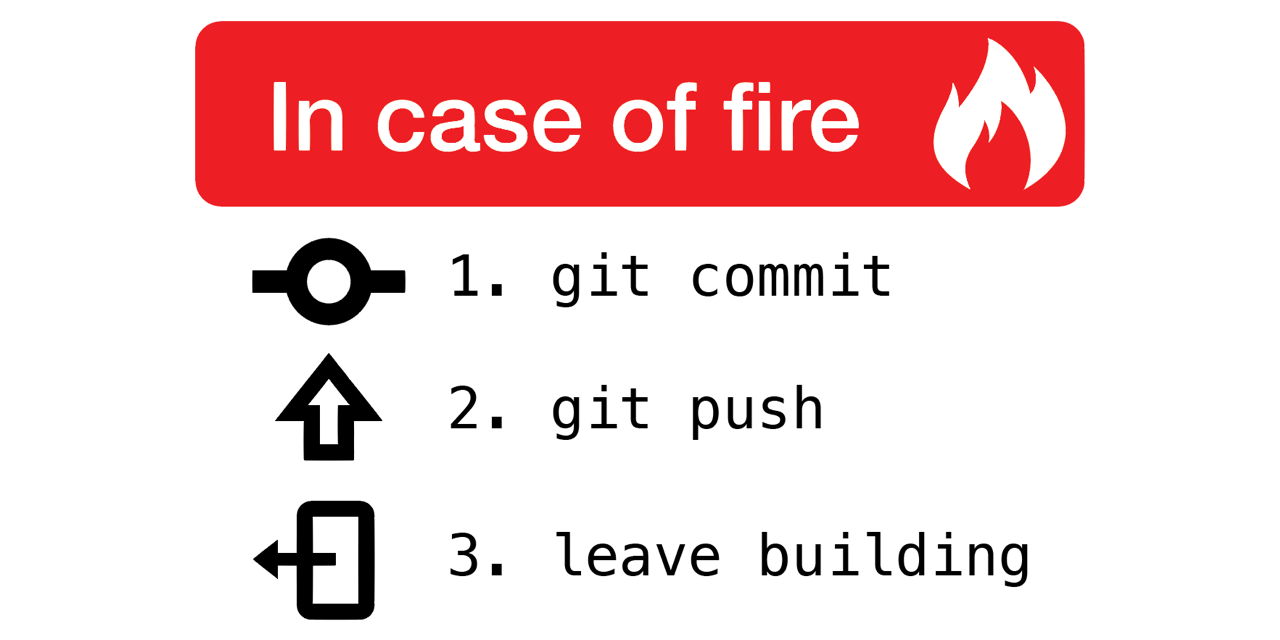 In case of fire
1. git commit
2. git push
3. leave building